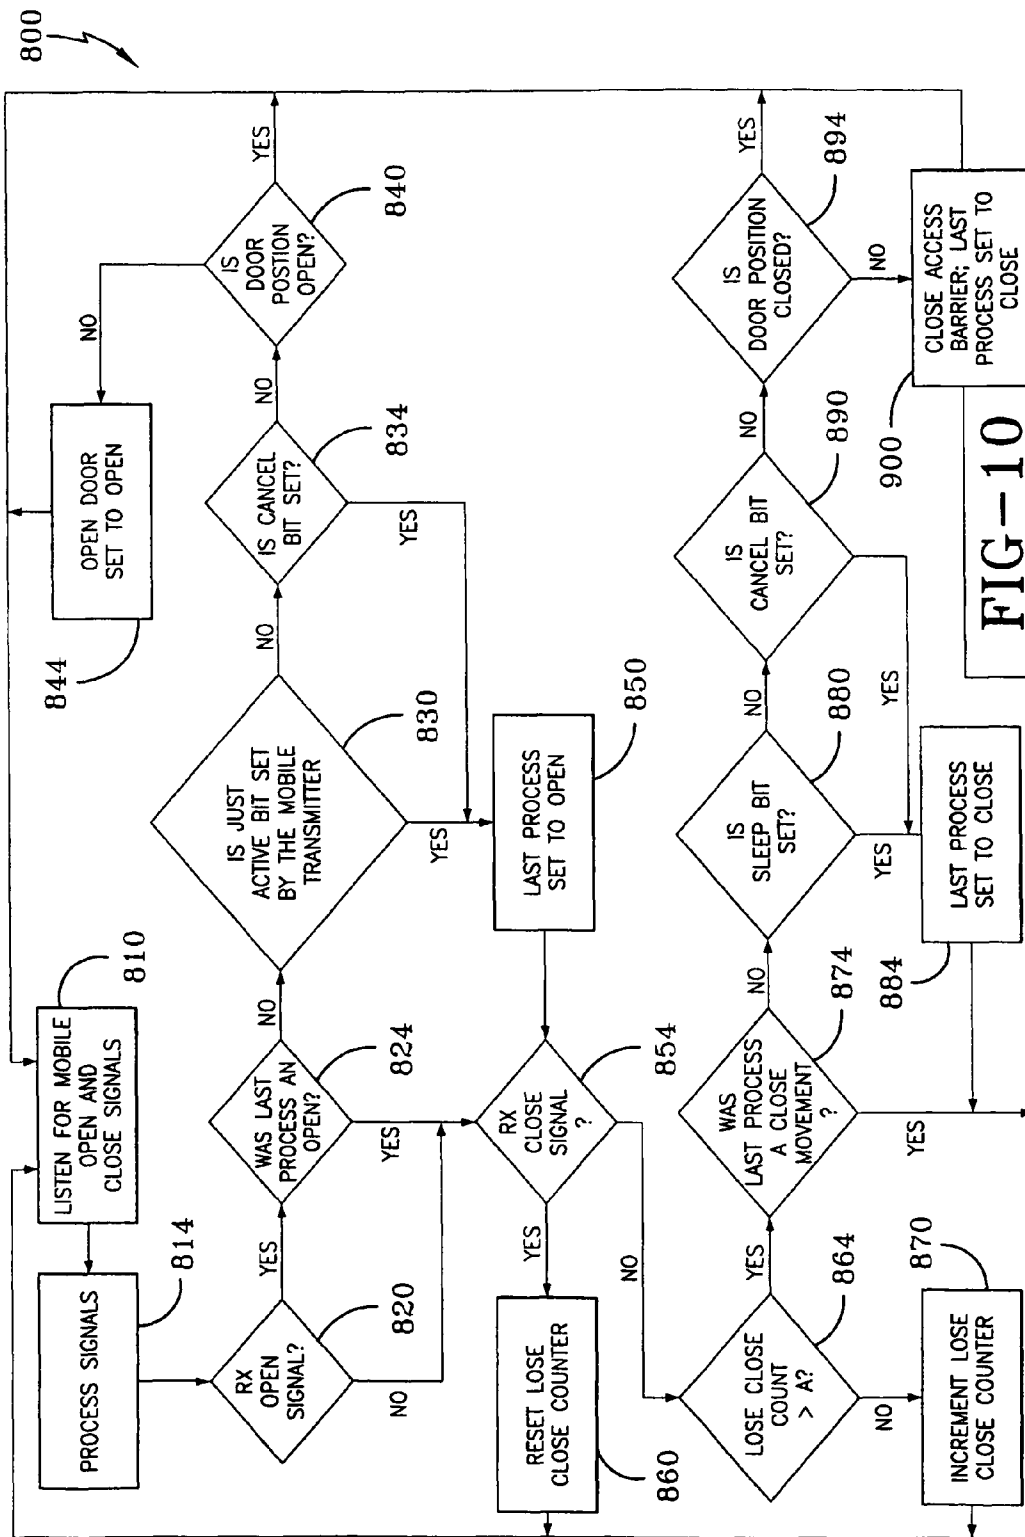 800
LISTEN FOR MOBILE
OPEN AND
CLOSE SIGNALS
810
PROCESS SIGNALS
814
RX
OPEN
SIGNAL?
820
YES
NO
WAS LAST
PROCESS AN
OPEN?
824
NO
YES
IS JUST
ACTIVE BIT SET
BY THE MOBILE
TRANSMITTER
830
NO
YES
IS CANCEL
BIT SET?
834
NO
YES
IS
DOOR
POSTION
OPEN?
840
YES
NO
OPEN DOOR
SET TO OPEN
844
LAST PROCESS
SET TO OPEN
850
RX
CLOSE
SIGNAL
?
854
YES
NO
RESET LOSE
CLOSE COUNTER
860
LOSE CLOSE
COUNT
> A?
864
YES
NO
INCREMENT LOSE
CLOSE COUNTER
870
WAS
LAST PROCESS
A CLOSE
MOVEMENT
?
874
NO
YES
IS
SLEEP BIT
SET?
880
NO
YES
LAST PROCESS
SET TO CLOSE
884
IS
CANCEL BIT
SET?
890
NO
YES
IS
DOOR POSITION
CLOSED?
894
YES
NO
CLOSE ACCESS
BARRIER; LAST
PROCESS SET TO
CLOSE
900
FIG-10